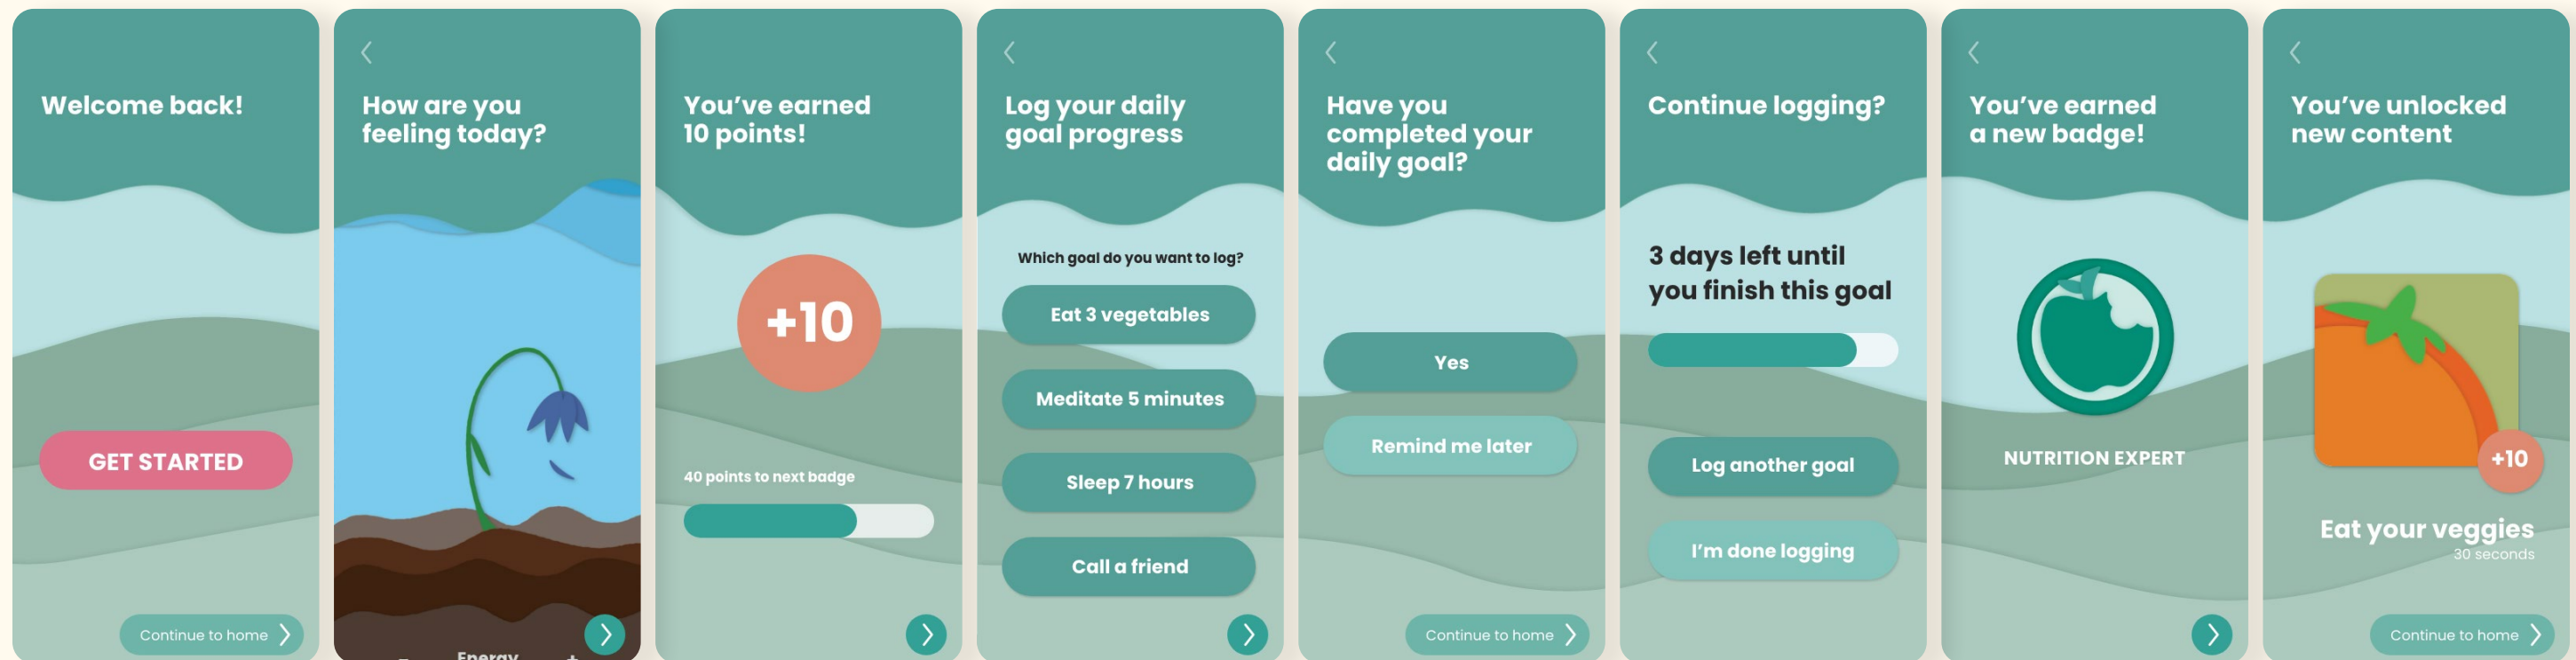 Welcome back!
GET STARTED
Continue to home
How are you
feeling today?
Energy
+
You've earned
10 points!
+10
40 points to next badge
Log your daily
goal progress
Which goal do you want to log?
Eat 3 vegetables
Meditate 5 minutes
Sleep 7 hours
Call a friend
Have you
completed your
daily goal?
Yes
Remind me later
Continue to home
Continue logging?
3 days left until
you finish this goal
Log another goal
I'm done logging
You've earned
a new badge!
NUTRITION EXPERT
You've unlocked
new content
+10
Eat your veggies
30 seconds
Continue to home